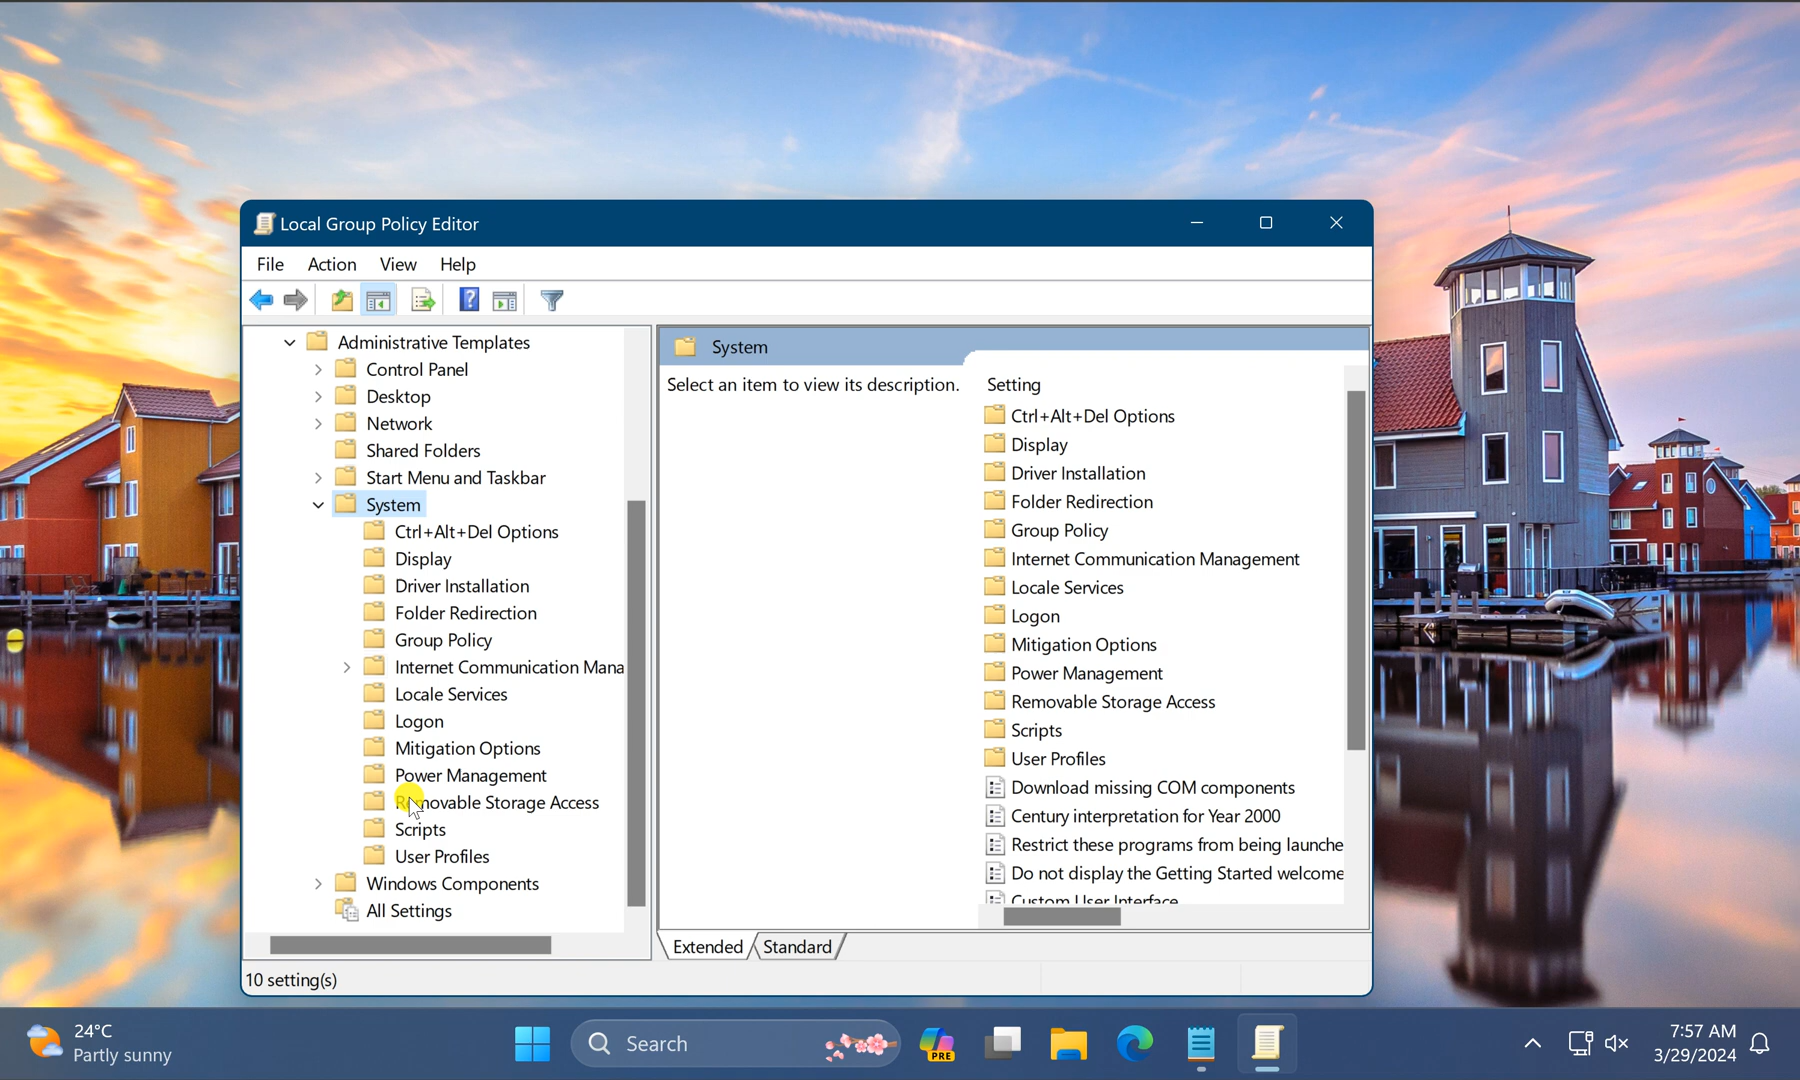 Local Group Policy Editor
File Action View Help
Administrative Templates
Control Panel
Desktop
Network
Shared Folders
Start Menu and Taskbar
System
Ctrl+Alt+Del Options
Display
Driver Installation
Folder Redirection
Group Policy
Internet Communication Mana
Locale Services
Logon
Mitigation Options
Power Management
Removable Storage Access
Scripts
User Profiles
Windows Components
All Settings
System
Select an item to view its description.
Setting
Ctrl+Alt+Del Options
Display
Driver Installation
Folder Redirection
Group Policy
Internet Communication Management
Locale Services
Logon
Mitigation Options
Power Management
Removable Storage Access
Scripts
User Profiles
Download missing COM components
Century interpretation for Year 2000
Restrict these programs from being launche
Do not display the Getting Started welcome
Custom User Interface
Extended Standard
10 setting(s)
24°C
Partly sunny
Search
PRE
7:57 AM
3/29/2024